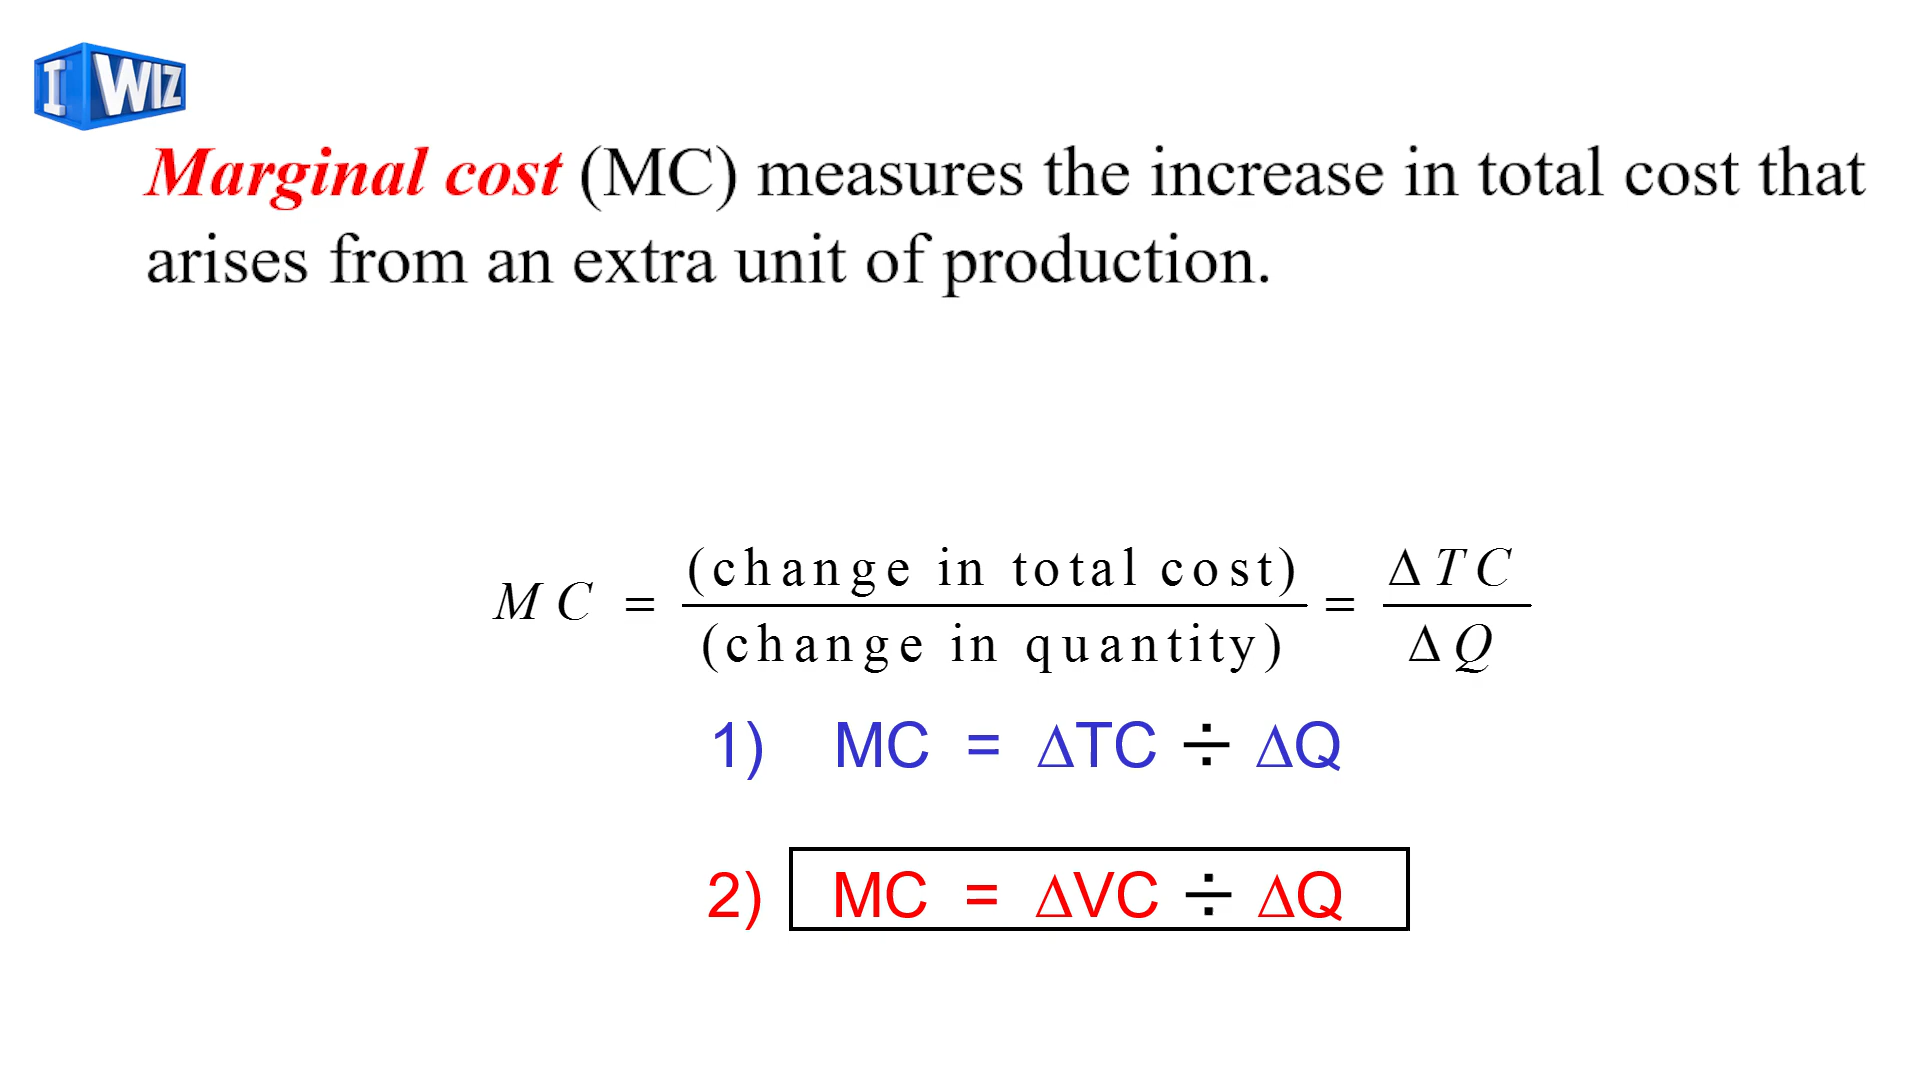 I WIZ
Marginal cost (MC) measures the increase in total cost that
arises from an extra unit of production.
MC = (change in total cost) / (change in quantity) = ΔTC / ΔQ
1) MC = ΔTC ÷ ΔQ
2) MC = ΔVC ÷ ΔQ